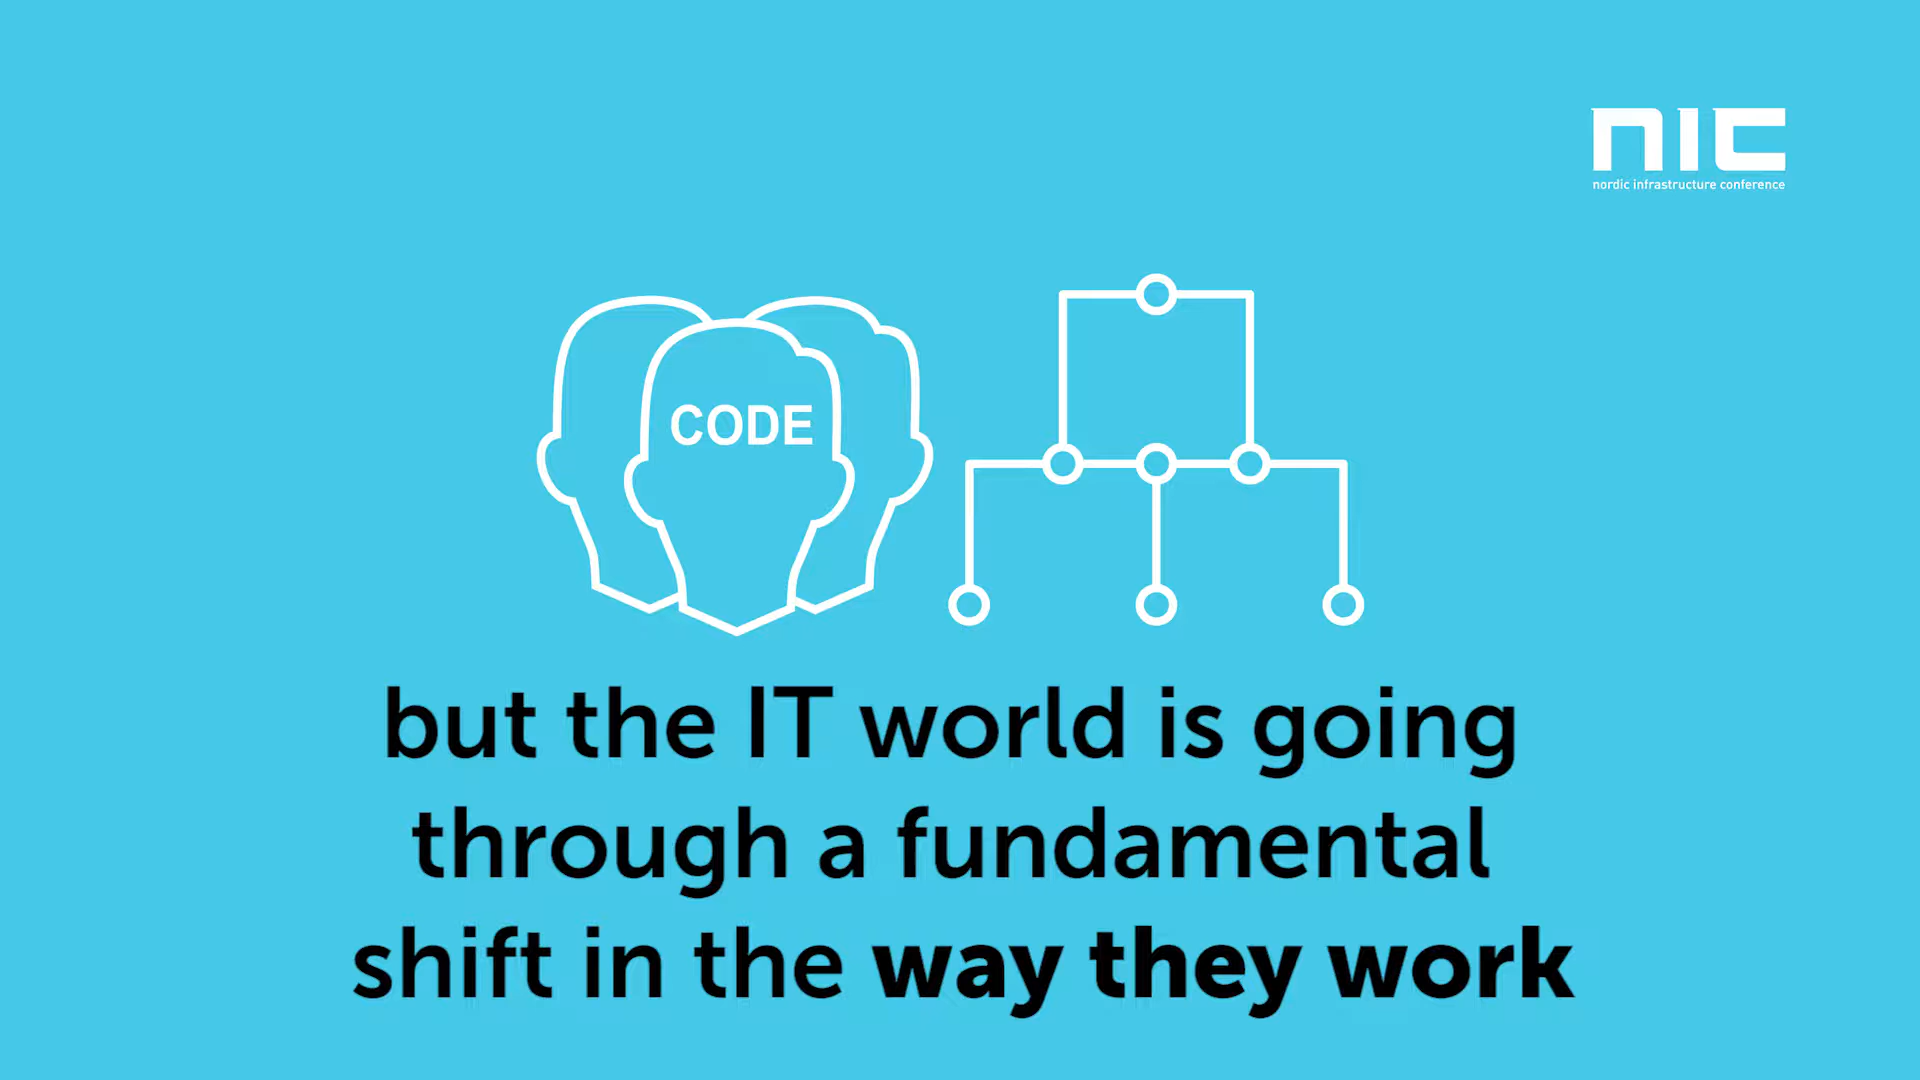 nic
nordic infrastructure conference
CODE
but the IT world is going
through a fundamental
shift in the way they work